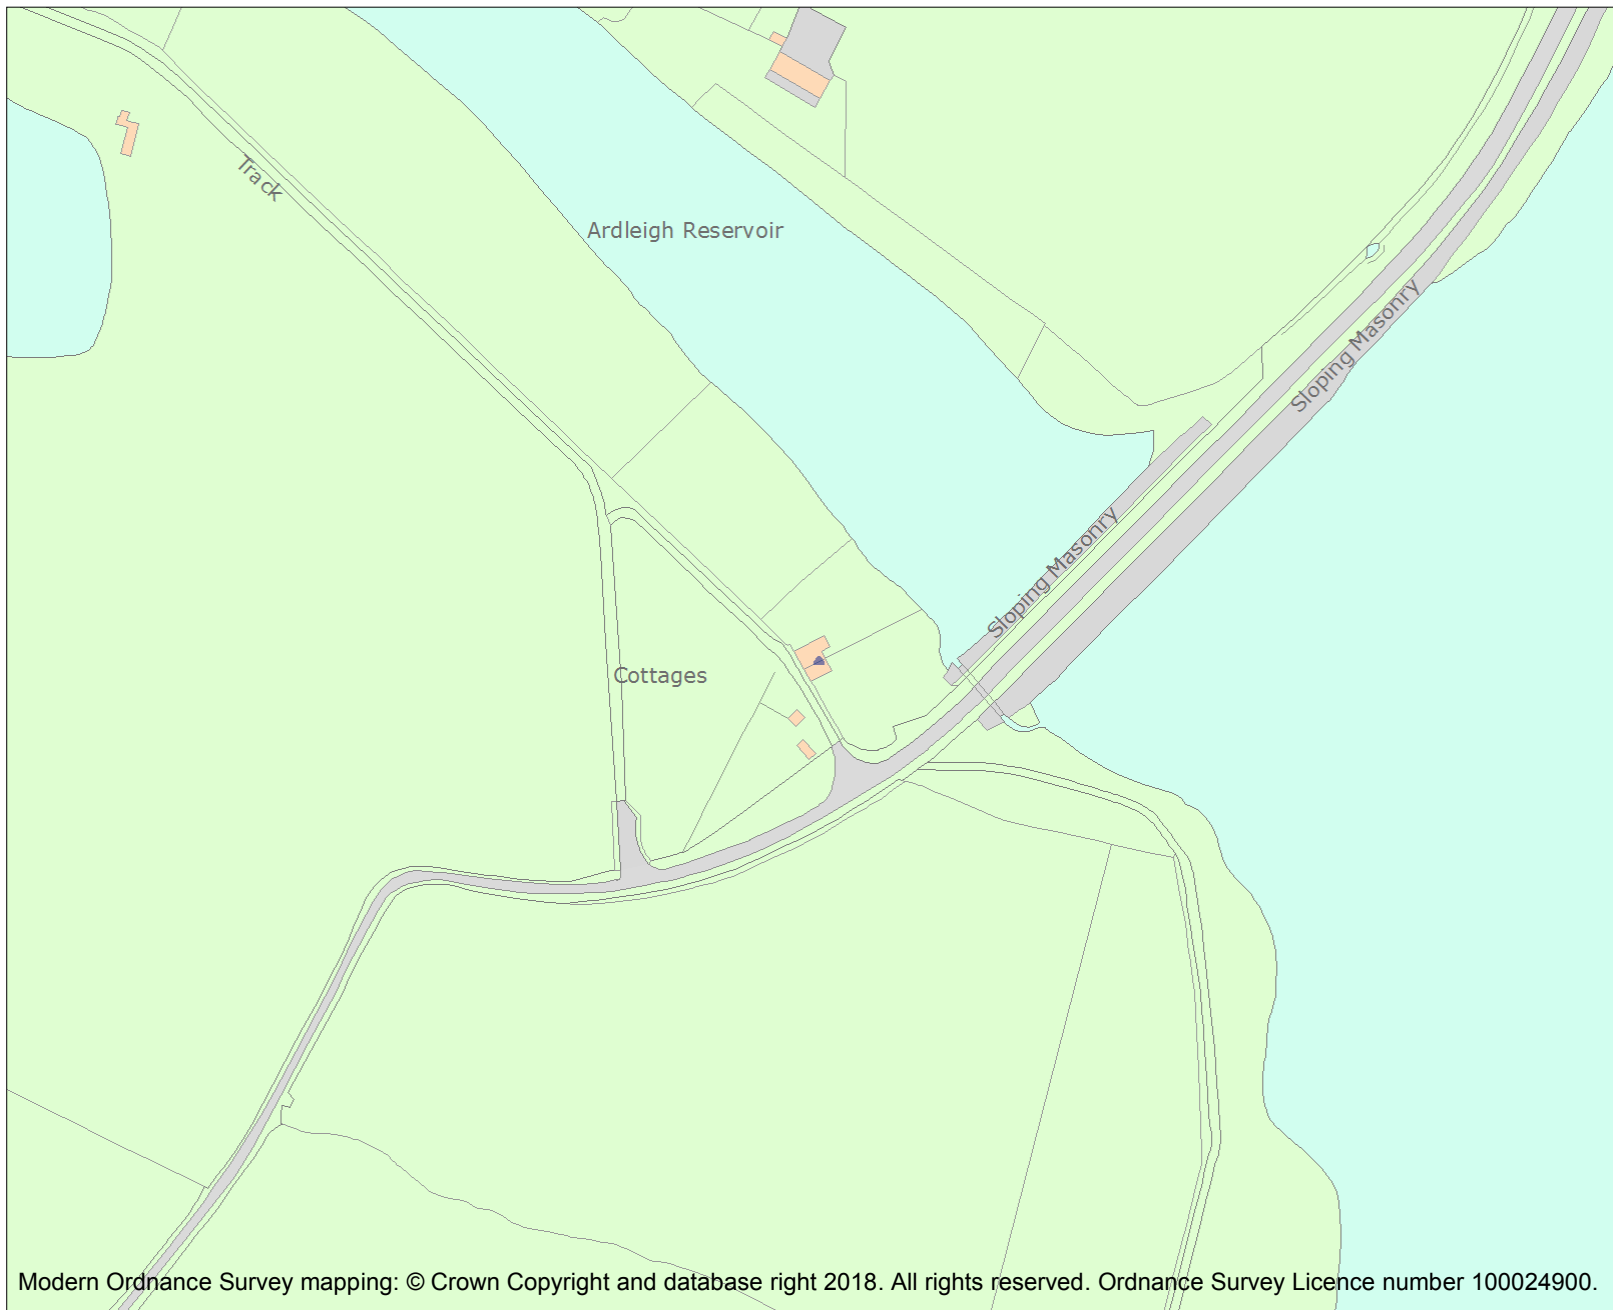 Track
Ardleigh Reservoir
Sloping Masonry
Sloping Masonry
Cottages
Modern Ordnance Survey mapping: © Crown Copyright and database right 2018. All rights reserved. Ordnance Survey Licence number 100024900.